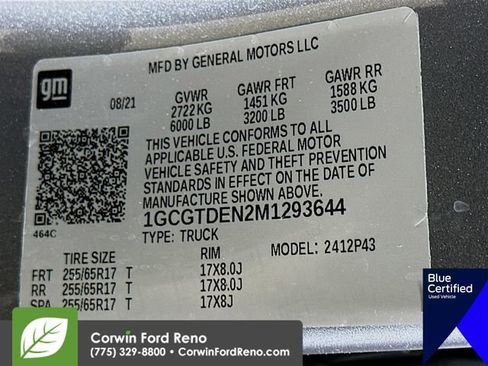 gm
MFD BY GENERAL MOTORS LLC
08/21
GVWR GAWR FRT GAWR RR
2722 KG 1451 KG 1588 KG
6000 LB 3200 LB 3500 LB
THIS VEHICLE CONFORMS TO ALL
APPLICABLE U.S. FEDERAL MOTOR
VEHICLE SAFETY AND THEFT PREVENTION
STANDARDS IN EFFECT ON THE DATE OF
MANUFACTURE SHOWN ABOVE.
464C
1GCGTDEN2M1293644
TYPE: TRUCK MODEL: 2412P43
TIRE SIZE RIM
FRT 255/65R17 T 17X8.0J
RR 255/65R17 T 17X8.0J
SPA 255/65R17 T 17X8J
Blue
Certified
Used Vehicle
Corwin Ford Reno
(775) 329-8800 • CorwinFordReno.com